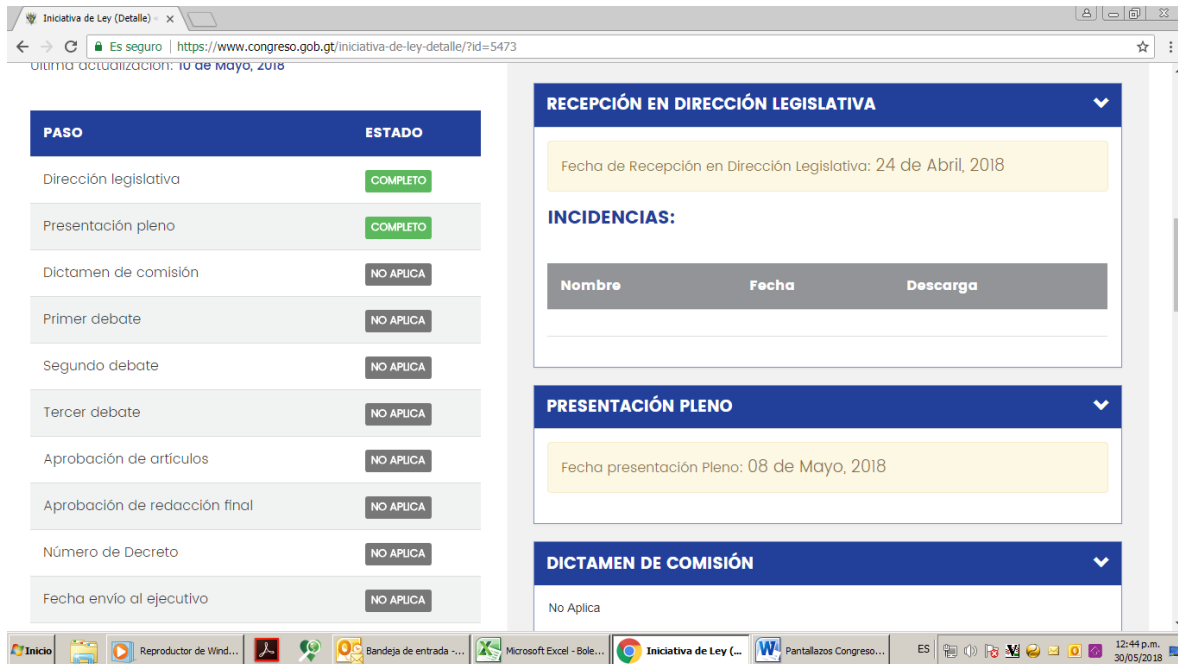 Iniciativa de Ley (Detalle) -
Es seguro | https://www.congreso.gob.gt/iniciativa-de-ley-detalle/?id=5473
Última actualización: 10 de Mayo, 2018
PASO ESTADO
Dirección legislativa COMPLETO
Presentación pleno COMPLETO
Dictamen de comisión NO APLICA
Primer debate NO APLICA
Segundo debate NO APLICA
Tercer debate NO APLICA
Aprobación de artículos NO APLICA
Aprobación de redacción final NO APLICA
Número de Decreto NO APLICA
Fecha envío al ejecutivo NO APLICA
RECEPCIÓN EN DIRECCIÓN LEGISLATIVA
Fecha de Recepción en Dirección Legislativa: 24 de Abril, 2018
INCIDENCIAS:
Nombre Fecha Descarga
PRESENTACIÓN PLENO
Fecha presentación Pleno: 08 de Mayo, 2018
DICTAMEN DE COMISIÓN
No Aplica
Inicio Reproductor de Wind... Bandeja de entrada -... Microsoft Excel - Bole... Iniciativa de Ley (... Pantallazos Congreso... ES 12:44 p.m.
30/05/2018